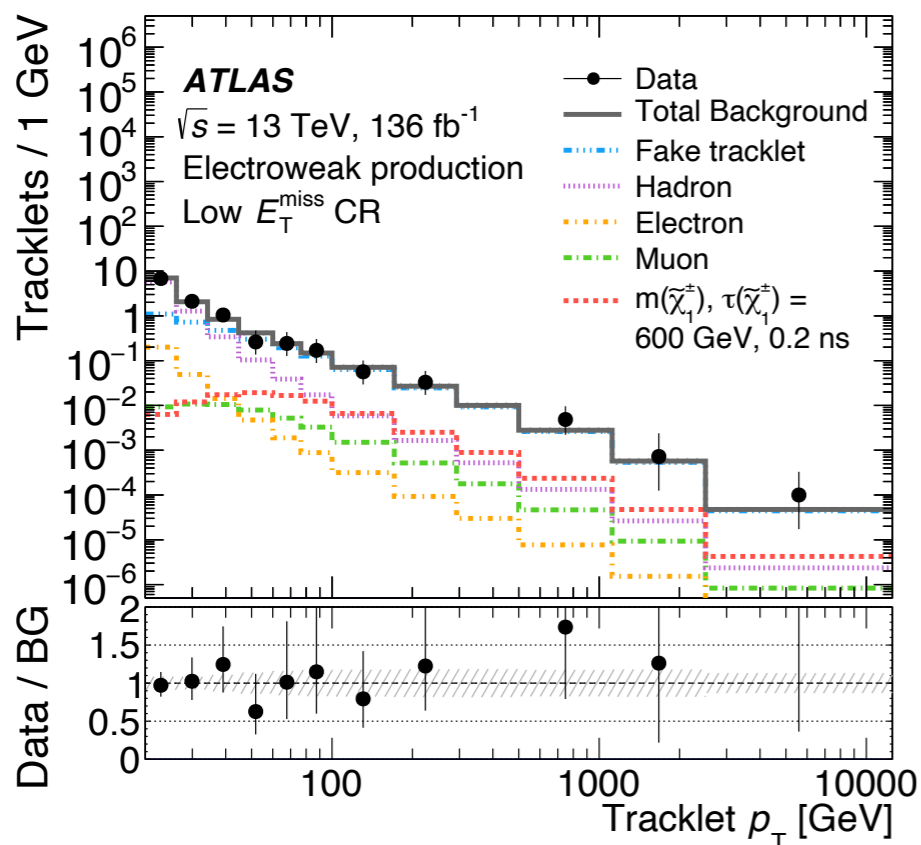 Tracklets / 1 GeV
10⁶
10⁵
10⁴
10³
10²
10
1
10⁻¹
10⁻²
10⁻³
10⁻⁴
10⁻⁵
10⁻⁶
ATLAS
√s = 13 TeV, 136 fb⁻¹
Electroweak production
Low E_T^miss CR
Data
Total Background
Fake tracklet
Hadron
Electron
Muon
m(χ̃₁^±), τ(χ̃₁^±) =
600 GeV, 0.2 ns
Data / BG
2
1.5
1
0.5
0
100
1000
10000
Tracklet p_T [GeV]